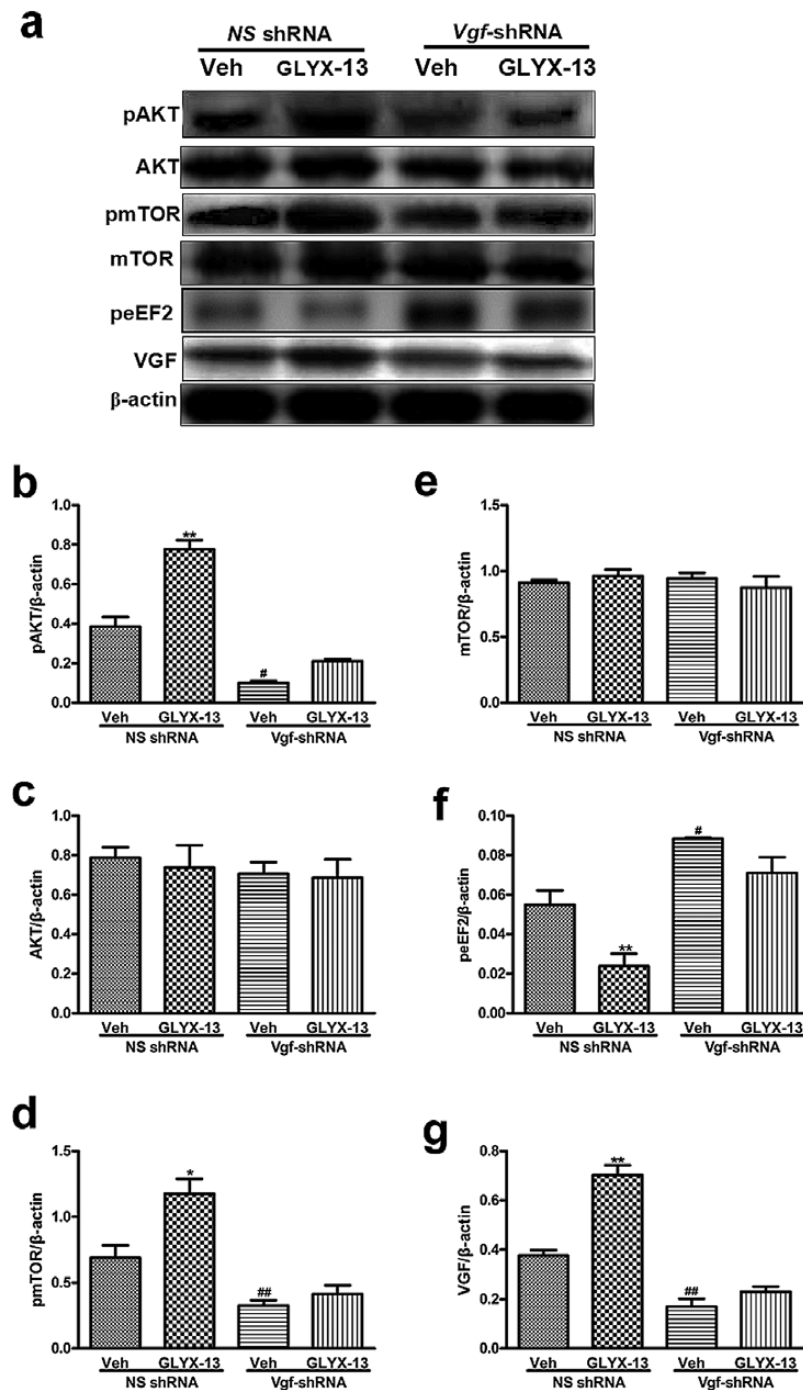 a
NS shRNA Vgf-shRNA
Veh GLYX-13 Veh GLYX-13
pAKT
AKT
pmTOR
mTOR
peEF2
VGF
β-actin
b
pAKT/β-actin
1.0
0.8
0.6
0.4
0.2
0.0
**
#
Veh GLYX-13 Veh GLYX-13
NS shRNA Vgf-shRNA
e
mTOR/β-actin
1.5
1.0
0.5
0.0
Veh GLYX-13 Veh GLYX-13
NS shRNA Vgf-shRNA
c
AKT/β-actin
1.0
0.8
0.6
0.4
0.2
0.0
Veh GLYX-13 Veh GLYX-13
NS shRNA Vgf-shRNA
f
peEF2/β-actin
0.10
0.08
0.06
0.04
0.02
0.00
**
#
Veh GLYX-13 Veh GLYX-13
NS shRNA Vgf-shRNA
d
pmTOR/β-actin
1.5
1.0
0.5
0.0
*
##
Veh GLYX-13 Veh GLYX-13
NS shRNA Vgf-shRNA
g
VGF/β-actin
0.8
0.6
0.4
0.2
0.0
**
##
Veh GLYX-13 Veh GLYX-13
NS shRNA Vgf-shRNA